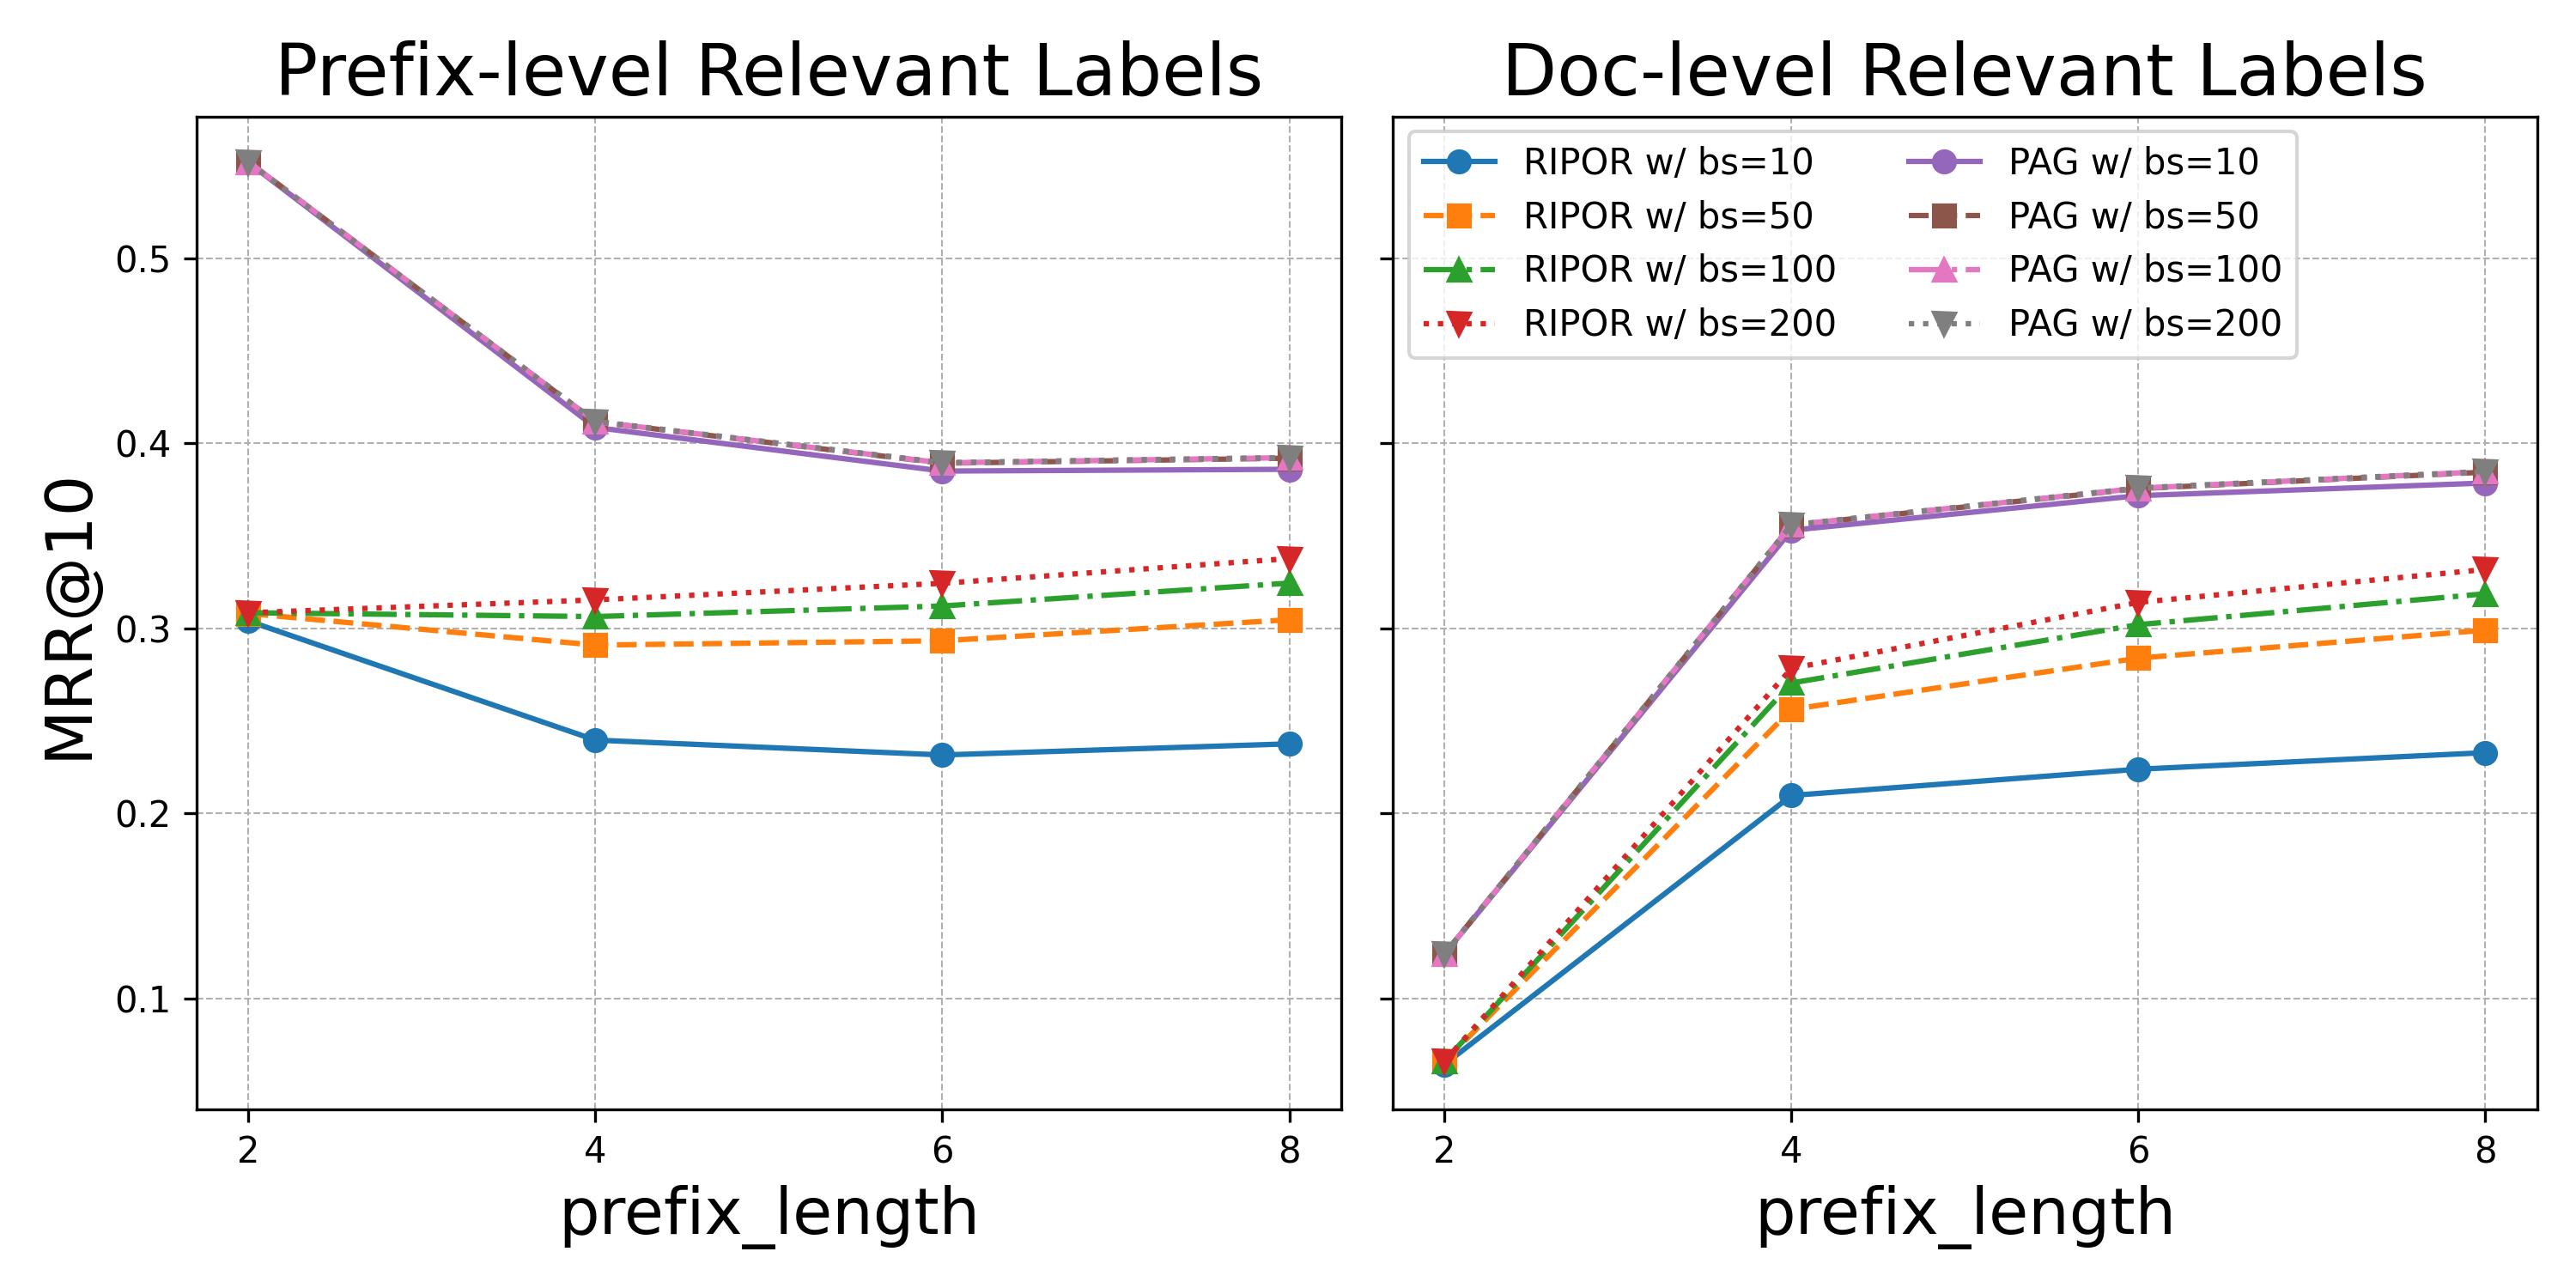 Prefix-level Relevant Labels
MRR@10
0.5
0.4
0.3
0.2
0.1
2 4 6 8
prefix_length
Doc-level Relevant Labels
RIPOR w/ bs=10
RIPOR w/ bs=50
RIPOR w/ bs=100
RIPOR w/ bs=200
PAG w/ bs=10
PAG w/ bs=50
PAG w/ bs=100
PAG w/ bs=200
2 4 6 8
prefix_length